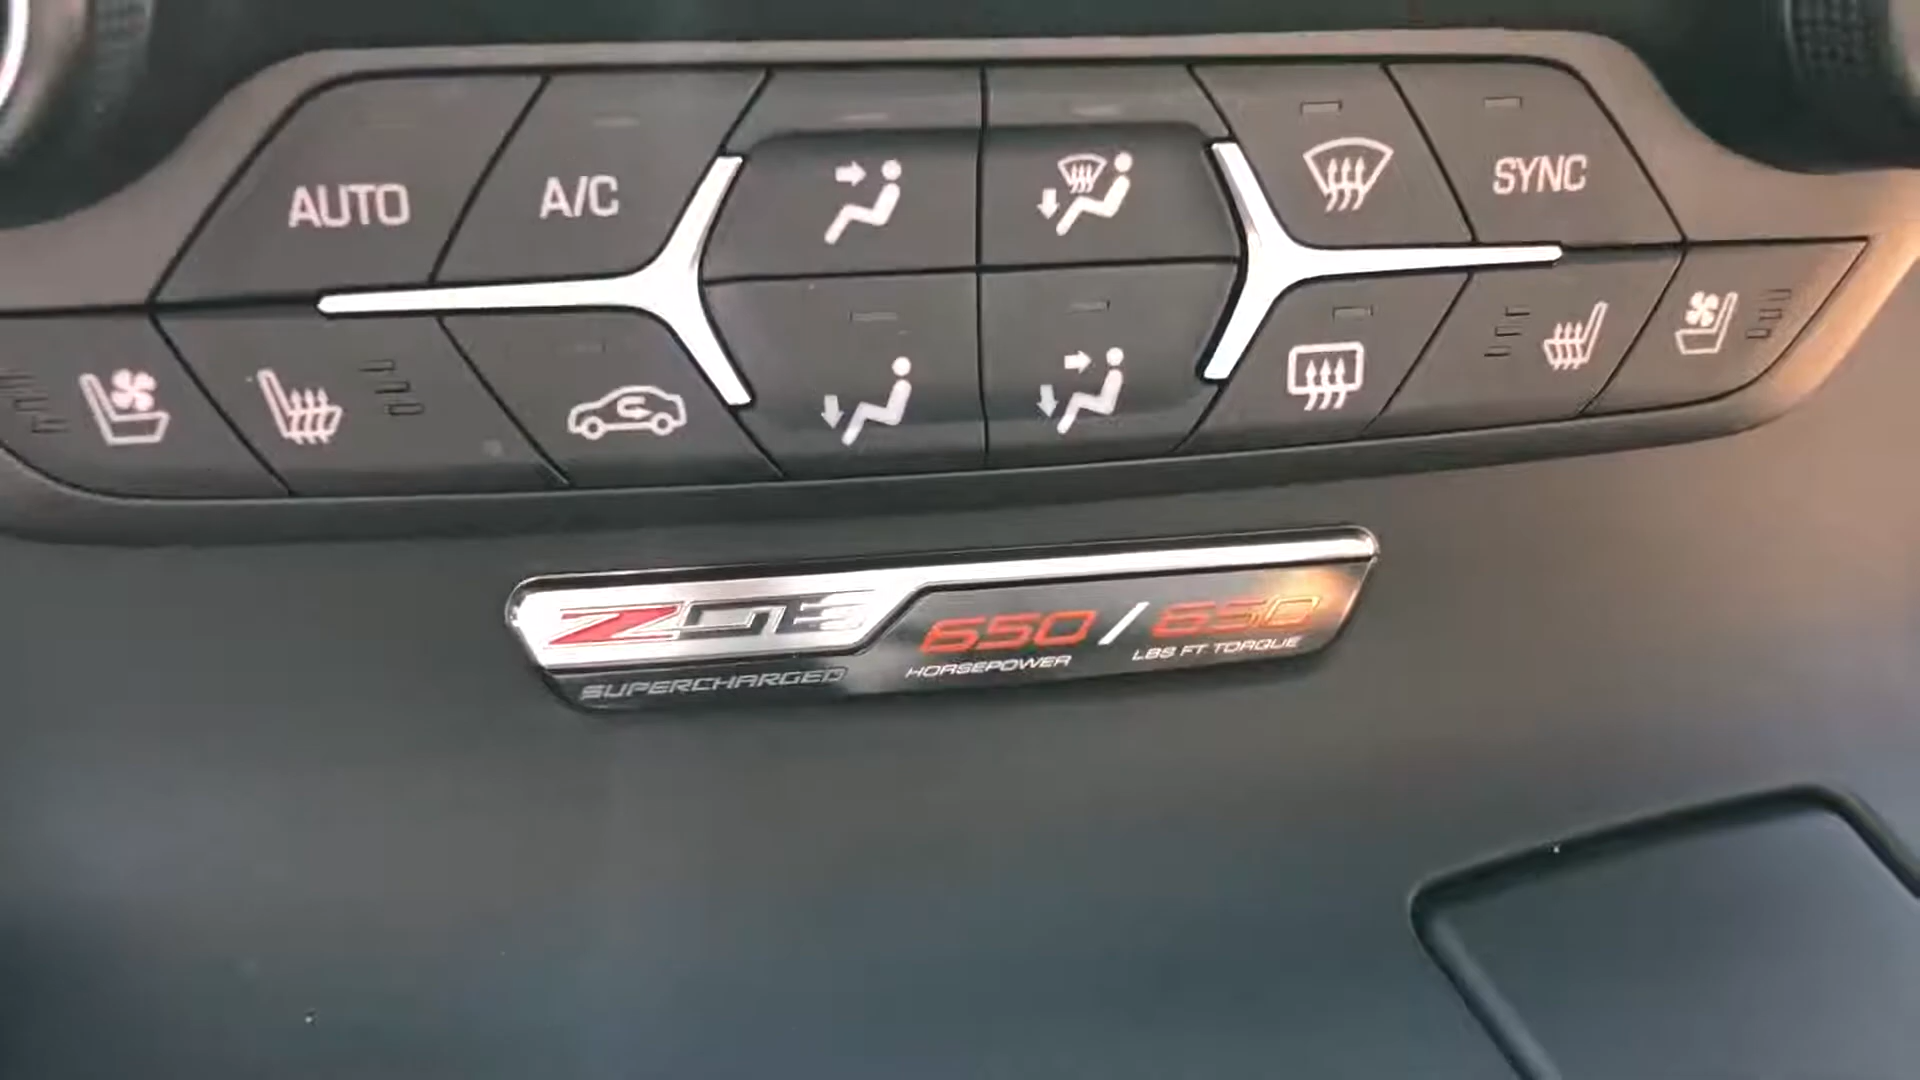 AUTO
A/C
SYNC
Z06
650 / 650
SUPERCHARGED
HORSEPOWER
LBS FT TORQUE